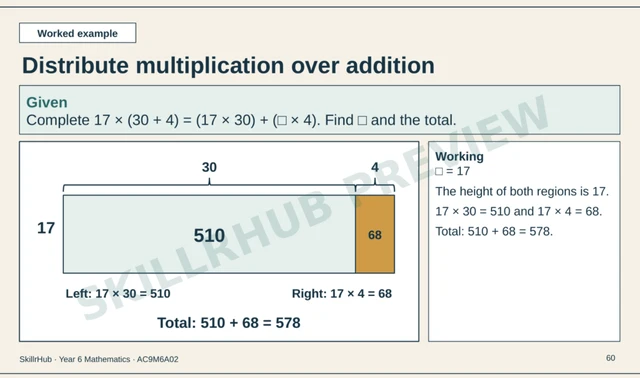 Worked example
Distribute multiplication over addition
Given
Complete 17 × (30 + 4) = (17 × 30) + (□ × 4). Find □ and the total.
30
4
17
510
68
Left: 17 × 30 = 510
Right: 17 × 4 = 68
Total: 510 + 68 = 578
Working
□ = 17
The height of both regions is 17.
17 × 30 = 510 and 17 × 4 = 68.
Total: 510 + 68 = 578.
SKILLRHUB PREVIEW
SkillrHub · Year 6 Mathematics · AC9M6A02
60